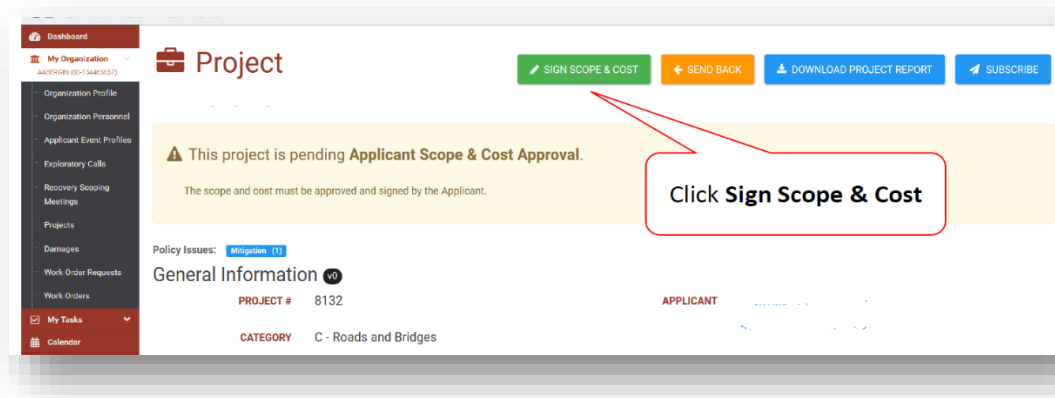 Dashboard
My Organization
Organization Profile
Organization Personnel
Applicant Event Profiles
Exploratory Calls
Recovery Scoping
Meetings
Projects
Damages
Work Order Requests
Work Orders
My Tasks
Calendar
Project
SIGN SCOPE & COST
SEND BACK
DOWNLOAD PROJECT REPORT
SUBSCRIBE
This project is pending Applicant Scope & Cost Approval.
The scope and cost must be approved and signed by the Applicant.
Click Sign Scope & Cost
Policy Issues: Mitigation (1)
General Information v0
PROJECT # 8132
APPLICANT
CATEGORY C - Roads and Bridges